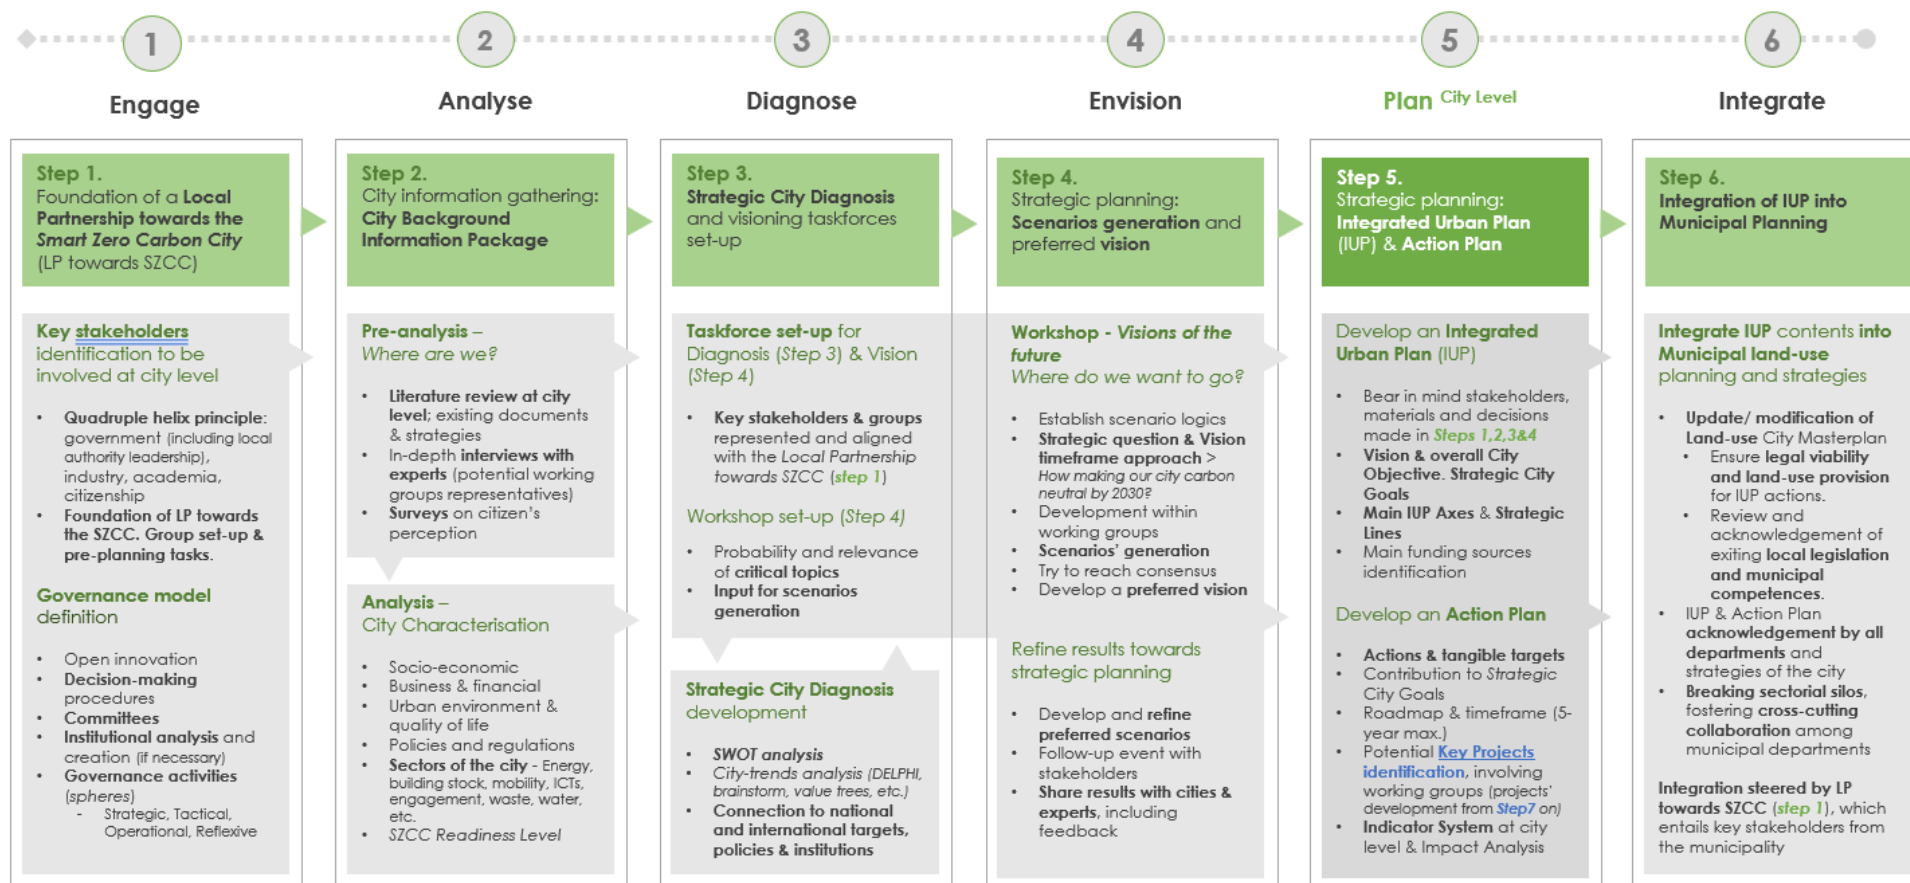 1
2
3
4
5
6
Engage
Analyse
Diagnose
Envision
Plan City Level
Integrate
Step 1.
Foundation of a Local
Partnership towards the
Smart Zero Carbon City
(LP towards SZCC)
Key stakeholders
identification to be
involved at city level
• Quadruple helix principle:
government (including local
authority leadership),
industry, academia,
citizenship
• Foundation of LP towards
the SZCC. Group set-up &
pre-planning tasks.
Governance model
definition
• Open innovation
• Decision-making
procedures
• Committees
• Institutional analysis and
creation (if necessary)
• Governance activities
(spheres)
- Strategic, Tactical,
Operational, Reflexive
Step 2.
City information gathering:
City Background
Information Package
Pre-analysis –
Where are we?
• Literature review at city
level; existing documents
& strategies
• In-depth interviews with
experts (potential working
groups representatives)
• Surveys on citizen's
perception
Analysis –
City Characterisation
• Socio-economic
• Business & financial
• Urban environment &
quality of life
• Policies and regulations
• Sectors of the city - Energy,
building stock, mobility, ICTs,
engagement, waste, water,
etc.
• SZCC Readiness Level
Step 3.
Strategic City Diagnosis
and visioning taskforces
set-up
Taskforce set-up for
Diagnosis (Step 3) & Vision
(Step 4)
• Key stakeholders & groups
represented and aligned
with the Local Partnership
towards SZCC (step 1)
Workshop set-up (Step 4)
• Probability and relevance
of critical topics
• Input for scenarios
generation
Strategic City Diagnosis
development
• SWOT analysis
• City-trends analysis (DELPHI,
brainstorm, value trees, etc.)
• Connection to national
and international targets,
policies & institutions
Step 4.
Strategic planning:
Scenarios generation and
preferred vision
Workshop - Visions of the
future
Where do we want to go?
• Establish scenario logics
• Strategic question & Vision
timeframe approach >
How making our city carbon
neutral by 2030?
• Development within
working groups
• Scenarios' generation
• Try to reach consensus
• Develop a preferred vision
Refine results towards
strategic planning
• Develop and refine
preferred scenarios
• Follow-up event with
stakeholders
• Share results with cities &
experts, including
feedback
Step 5.
Strategic planning:
Integrated Urban Plan
(IUP) & Action Plan
Develop an Integrated
Urban Plan (IUP)
• Bear in mind stakeholders,
materials and decisions
made in Steps 1,2,3&4
• Vision & overall City
Objective. Strategic City
Goals
• Main IUP Axes & Strategic
Lines
• Main funding sources
identification
Develop an Action Plan
• Actions & tangible targets
• Contribution to Strategic
City Goals
• Roadmap & timeframe (5-
year max.)
• Potential Key Projects
identification, involving
working groups (projects'
development from Step7 on)
• Indicator System at city
level & Impact Analysis
Step 6.
Integration of IUP into
Municipal Planning
Integrate IUP contents into
Municipal land-use
planning and strategies
• Update/ modification of
Land-use City Masterplan
• Ensure legal viability
and land-use provision
for IUP actions.
• Review and
acknowledgement of
exiting local legislation
and municipal
competences.
• IUP & Action Plan
acknowledgement by all
departments and
strategies of the city
• Breaking sectorial silos,
fostering cross-cutting
collaboration among
municipal departments
Integration steered by LP
towards SZCC (step 1), which
entails key stakeholders from
the municipality